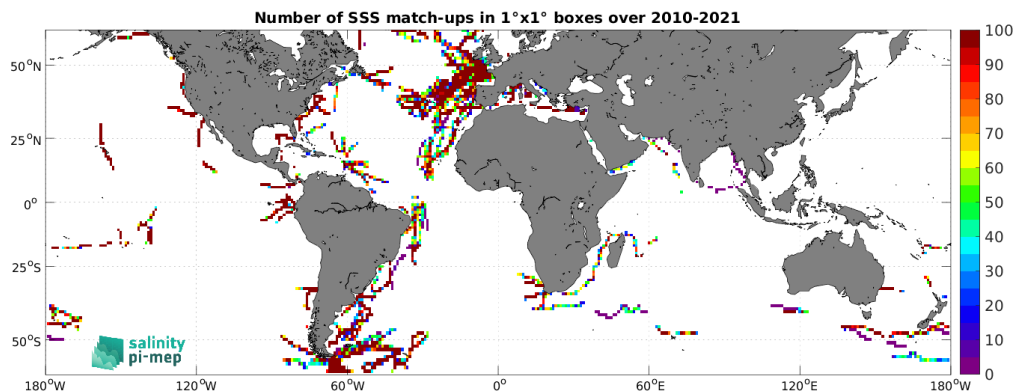 Number of SSS match-ups in 1°x1° boxes over 2010-2021
50°N
25°N
0°
25°S
50°S
180°W
120°W
60°W
0°
60°E
120°E
180°W
100
90
80
70
60
50
40
30
20
10
0
salinity
pi-mep